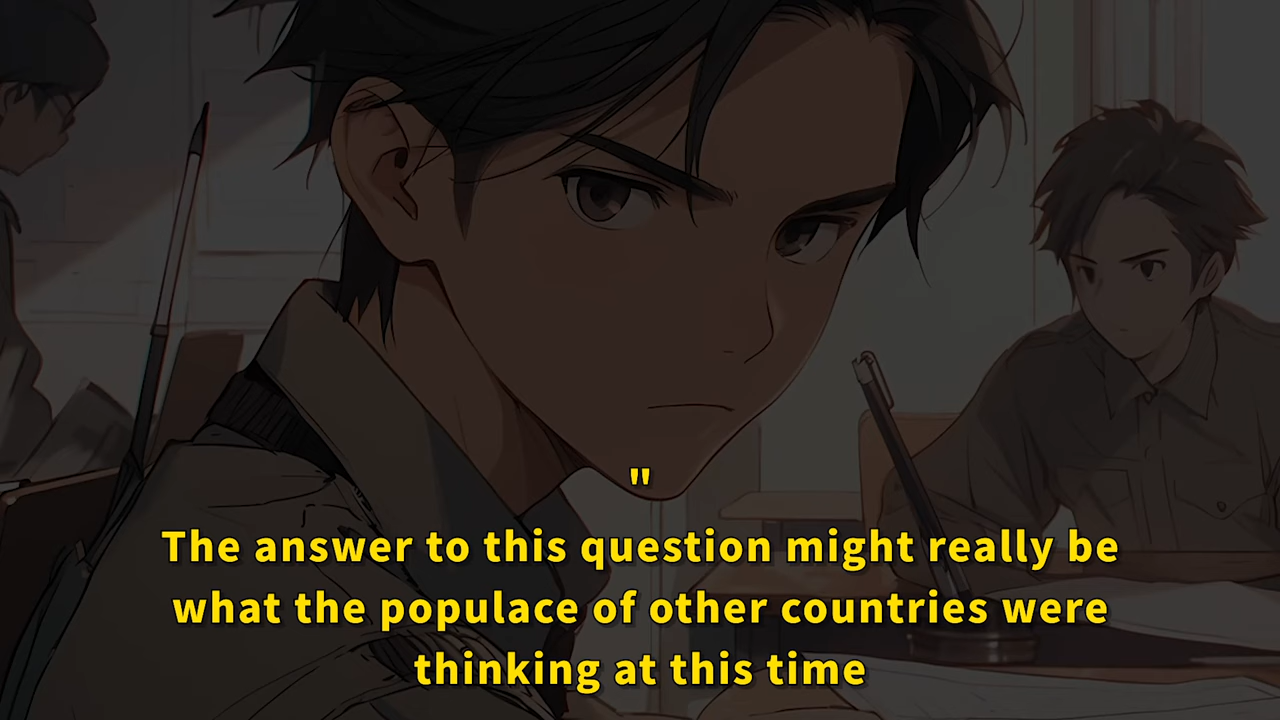 "
The answer to this question might really be
what the populace of other countries were
thinking at this time